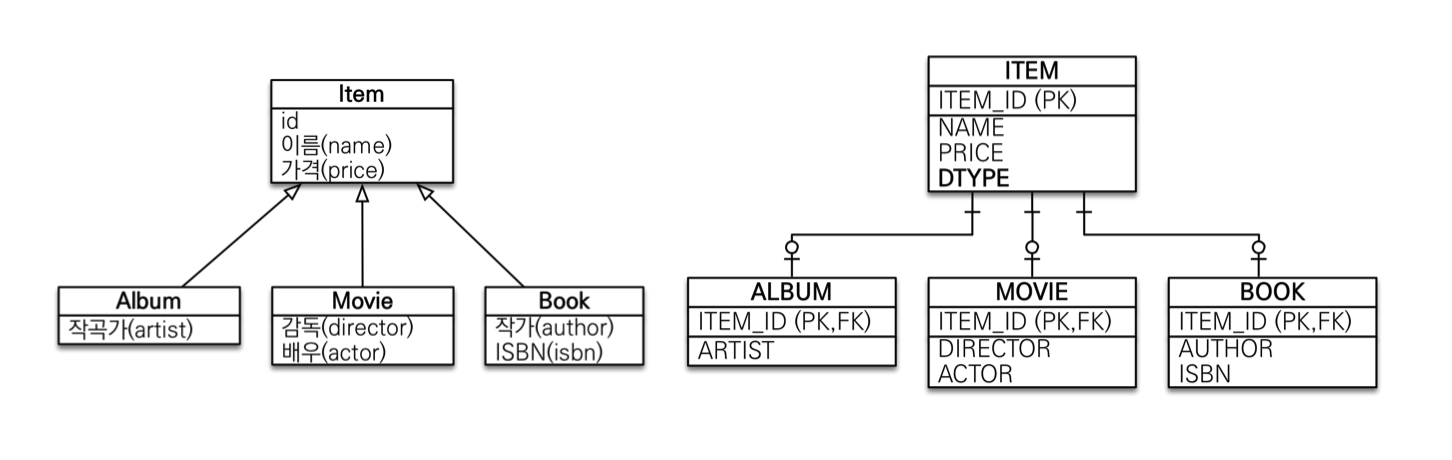 Item
id
이름(name)
가격(price)
Album
작곡가(artist)
Movie
감독(director)
배우(actor)
Book
작가(author)
ISBN(isbn)
ITEM
ITEM_ID (PK)
NAME
PRICE
DTYPE
ALBUM
ITEM_ID (PK,FK)
ARTIST
MOVIE
ITEM_ID (PK,FK)
DIRECTOR
ACTOR
BOOK
ITEM_ID (PK,FK)
AUTHOR
ISBN